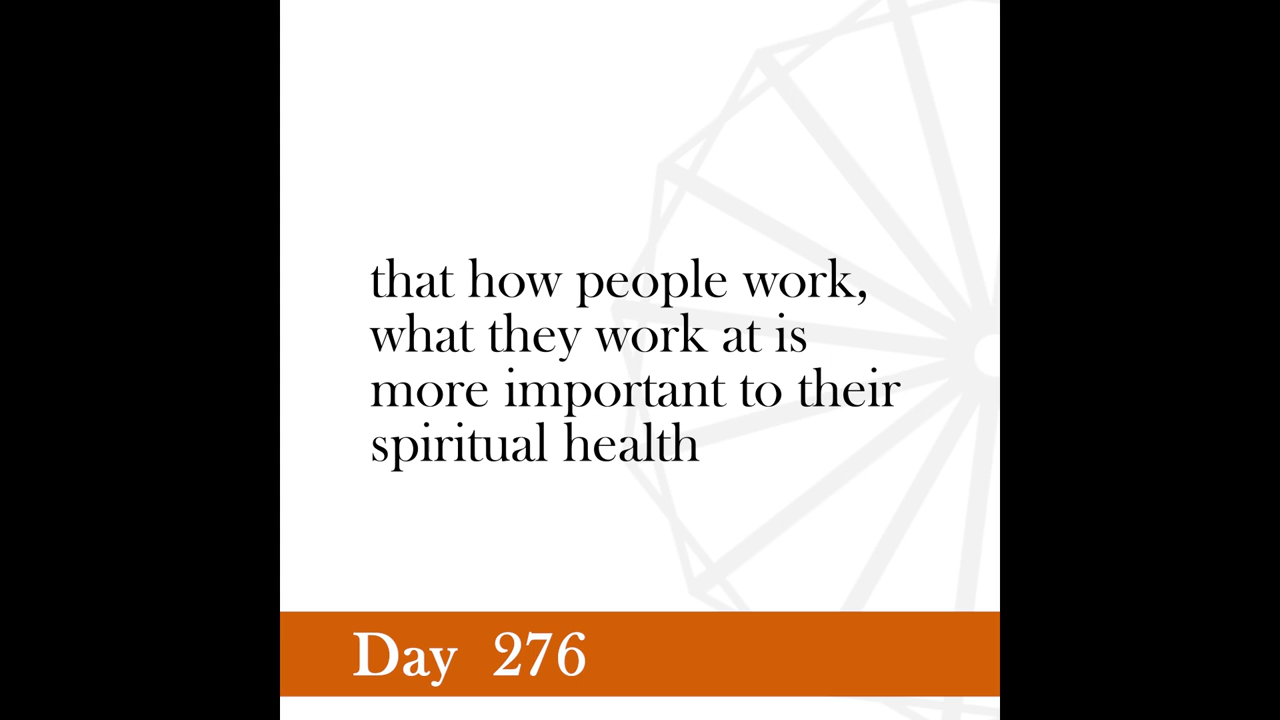 that how people work,
what they work at is
more important to their
spiritual health
Day 276